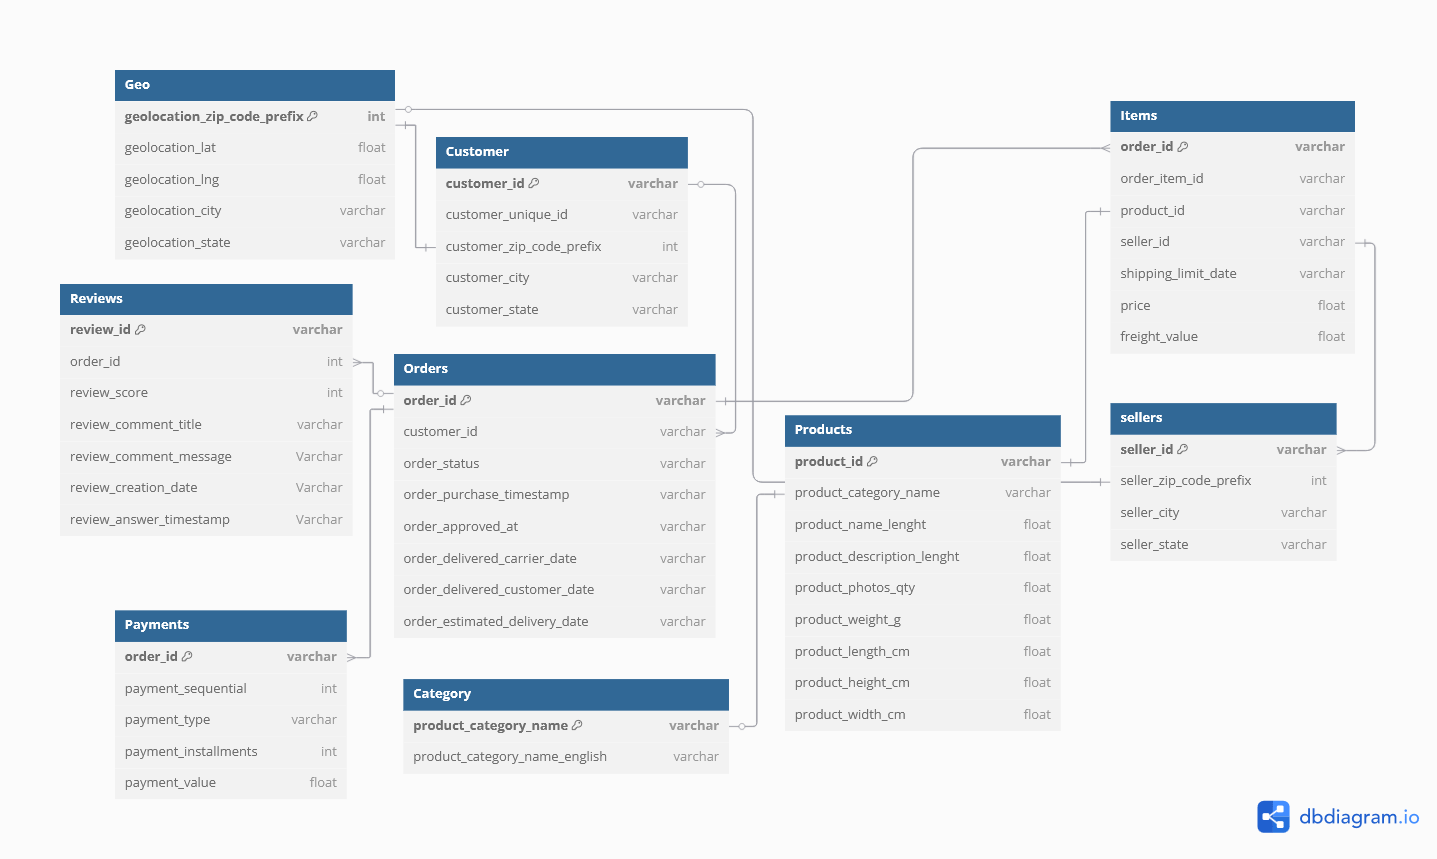 Geo
geolocation_zip_code_prefix int
geolocation_lat float
geolocation_lng float
geolocation_city varchar
geolocation_state varchar
Customer
customer_id varchar
customer_unique_id varchar
customer_zip_code_prefix int
customer_city varchar
customer_state varchar
Items
order_id varchar
order_item_id varchar
product_id varchar
seller_id varchar
shipping_limit_date varchar
price float
freight_value float
Reviews
review_id varchar
order_id int
review_score int
review_comment_title varchar
review_comment_message Varchar
review_creation_date Varchar
review_answer_timestamp Varchar
Orders
order_id varchar
customer_id varchar
order_status varchar
order_purchase_timestamp varchar
order_approved_at varchar
order_delivered_carrier_date varchar
order_delivered_customer_date varchar
order_estimated_delivery_date varchar
Products
product_id varchar
product_category_name varchar
product_name_lenght float
product_description_lenght float
product_photos_qty float
product_weight_g float
product_length_cm float
product_height_cm float
product_width_cm float
sellers
seller_id varchar
seller_zip_code_prefix int
seller_city varchar
seller_state varchar
Payments
order_id varchar
payment_sequential int
payment_type varchar
payment_installments int
payment_value float
Category
product_category_name varchar
product_category_name_english varchar
dbdiagram.io